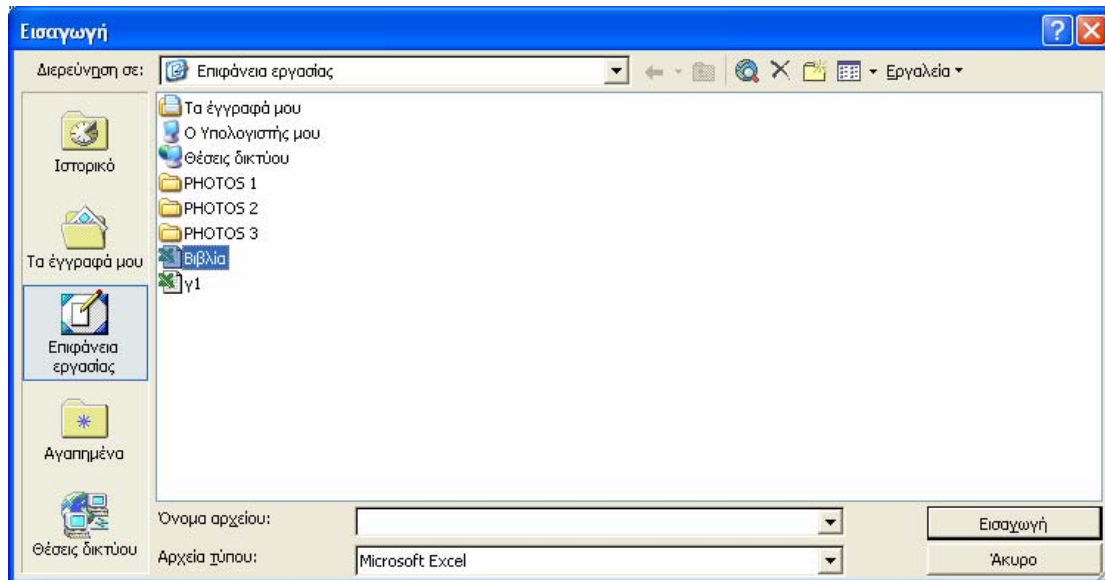 Εισαγωγή
Διερεύνηση σε:
Επιφάνεια εργασίας
Εργαλεία
Ιστορικό
Τα έγγραφά μου
Επιφάνεια
εργασίας
Αγαπημένα
Θέσεις δικτύου
Τα έγγραφά μου
Ο Υπολογιστής μου
Θέσεις δικτύου
PHOTOS 1
PHOTOS 2
PHOTOS 3
Βιβλία
γ1
Όνομα αρχείου:
Εισαγωγή
Αρχεία τύπου:
Microsoft Excel
Άκυρο